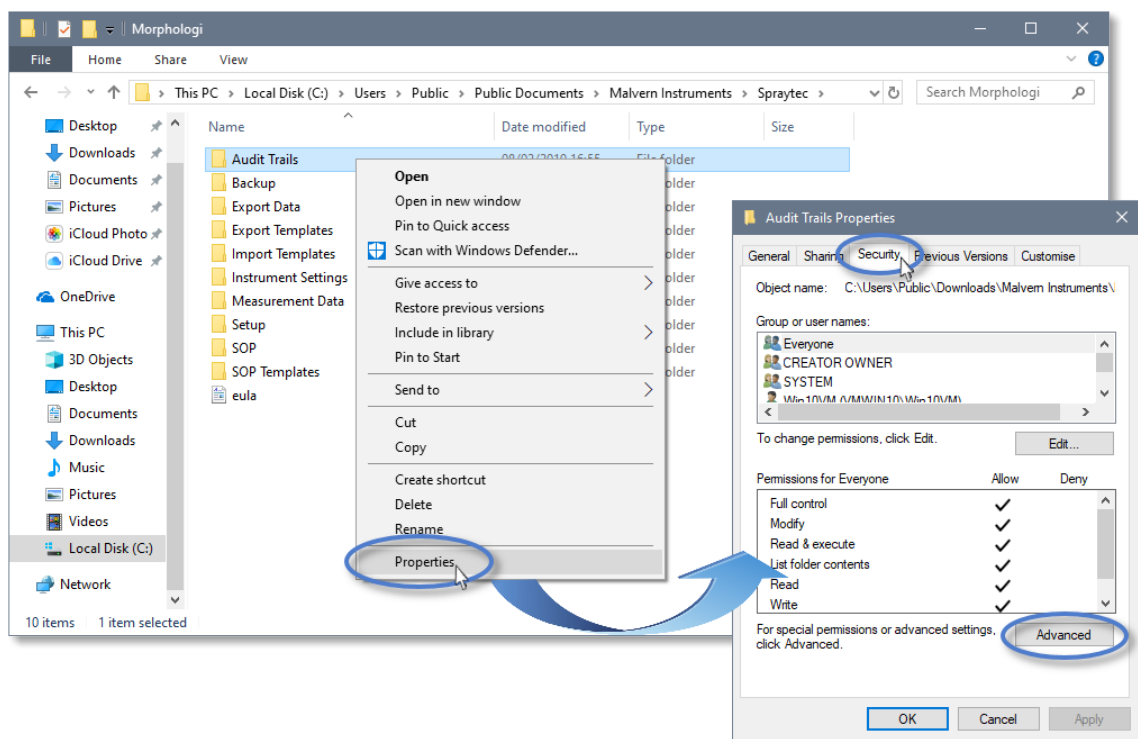 Morphologi
File Home Share View
This PC > Local Disk (C:) > Users > Public > Public Documents > Malvern Instruments > Spraytec >
Search Morphologi
Name Date modified Type Size
Desktop
Downloads
Documents
Pictures
iCloud Photo
iCloud Drive
OneDrive
This PC
3D Objects
Desktop
Documents
Downloads
Music
Pictures
Videos
Local Disk (C:)
Network
Audit Trails 08/02/2019 16:55 File folder
Backup
Export Data
Export Templates
Import Templates
Instrument Settings
Measurement Data
Setup
SOP
SOP Templates
eula
Open
Open in new window
Pin to Quick access
Scan with Windows Defender...
Give access to
Restore previous versions
Include in library
Pin to Start
Send to
Cut
Copy
Create shortcut
Delete
Rename
Properties
10 items 1 item selected
Audit Trails Properties
General Sharing Security Previous Versions Customise
Object name: C:\Users\Public\Downloads\Malvern Instruments\
Group or user names:
Everyone
CREATOR OWNER
SYSTEM
Win10VM (VMWIN10\Win10VM)
To change permissions, click Edit.
Edit...
Permissions for Everyone Allow Deny
Full control
Modify
Read & execute
List folder contents
Read
Write
For special permissions or advanced settings,
click Advanced.
Advanced
OK Cancel Apply